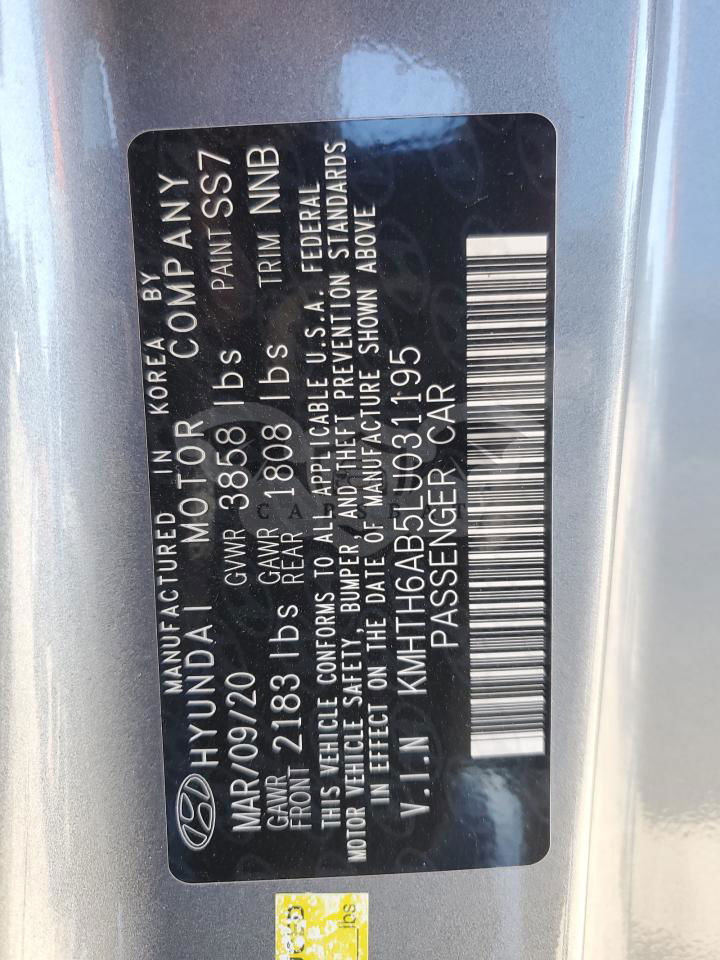 MANUFACTURED IN KOREA BY
HYUNDAI MOTOR COMPANY
MAR/09/20 GVWR 3858 lbs PAINT SS7
GAWR FRONT 2183 lbs GAWR REAR 1808 lbs TRIM NNB
THIS VEHICLE CONFORMS TO ALL APPLICABLE U.S.A. FEDERAL
MOTOR VEHICLE SAFETY, BUMPER, AND THEFT PREVENTION STANDARDS
IN EFFECT ON THE DATE OF MANUFACTURE SHOWN ABOVE
V.I.N KMHTH6AB5LU031195
PASSENGER CAR
lbs